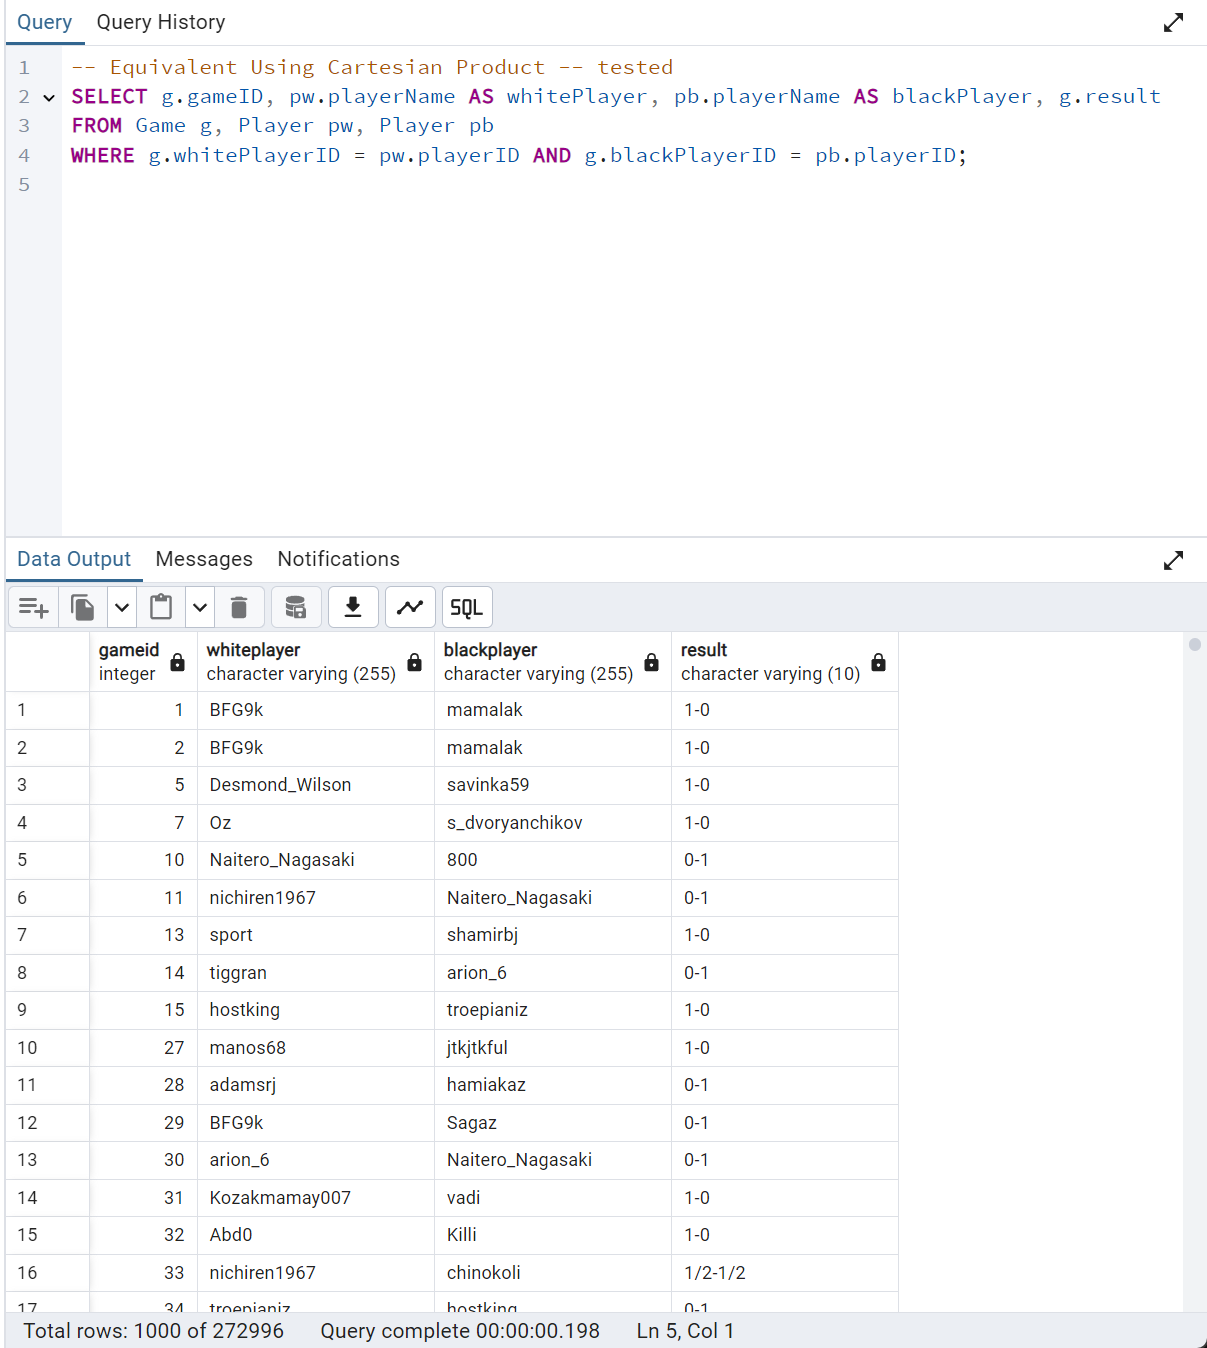 Query Query History
1 -- Equivalent Using Cartesian Product -- tested
2 SELECT g.gameID, pw.playerName AS whitePlayer, pb.playerName AS blackPlayer, g.result
3 FROM Game g, Player pw, Player pb
4 WHERE g.whitePlayerID = pw.playerID AND g.blackPlayerID = pb.playerID;
5
Data Output Messages Notifications
SQL
gameid whiteplayer blackplayer result
integer character varying (255) character varying (255) character varying (10)
1 1 BFG9k mamalak 1-0
2 2 BFG9k mamalak 1-0
3 5 Desmond_Wilson savinka59 1-0
4 7 Oz s_dvoryanchikov 1-0
5 10 Naitero_Nagasaki 800 0-1
6 11 nichiren1967 Naitero_Nagasaki 0-1
7 13 sport shamirbj 1-0
8 14 tiggran arion_6 0-1
9 15 hostking troepianiz 1-0
10 27 manos68 jtkjtkful 1-0
11 28 adamsrj hamiakaz 0-1
12 29 BFG9k Sagaz 0-1
13 30 arion_6 Naitero_Nagasaki 0-1
14 31 Kozakmamay007 vadi 1-0
15 32 Abd0 Killi 1-0
16 33 nichiren1967 chinokoli 1/2-1/2
17 34 troepianiz hostking 0-1
Total rows: 1000 of 272996 Query complete 00:00:00.198 Ln 5, Col 1